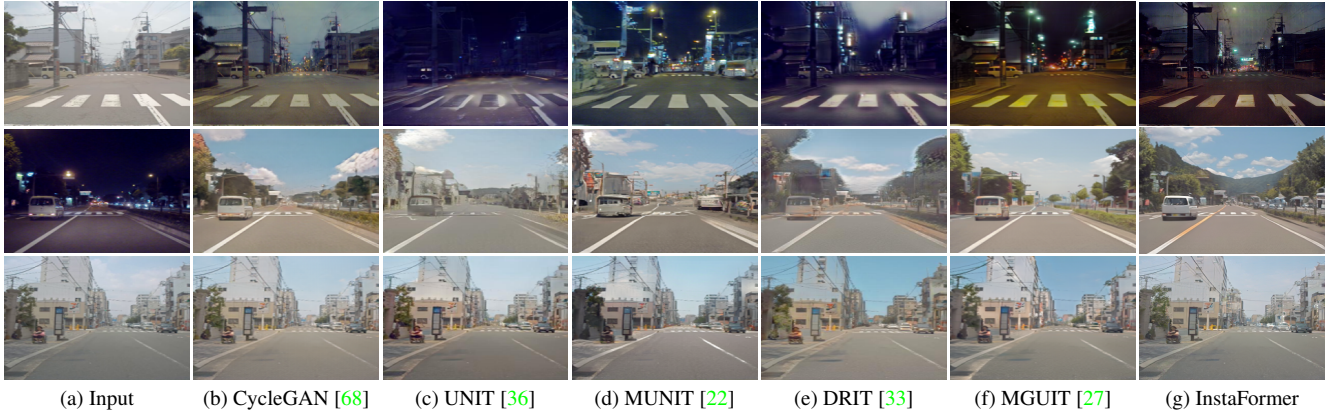 (a) Input (b) CycleGAN [68] (c) UNIT [36] (d) MUNIT [22] (e) DRIT [33] (f) MGUIT [27] (g) InstaFormer